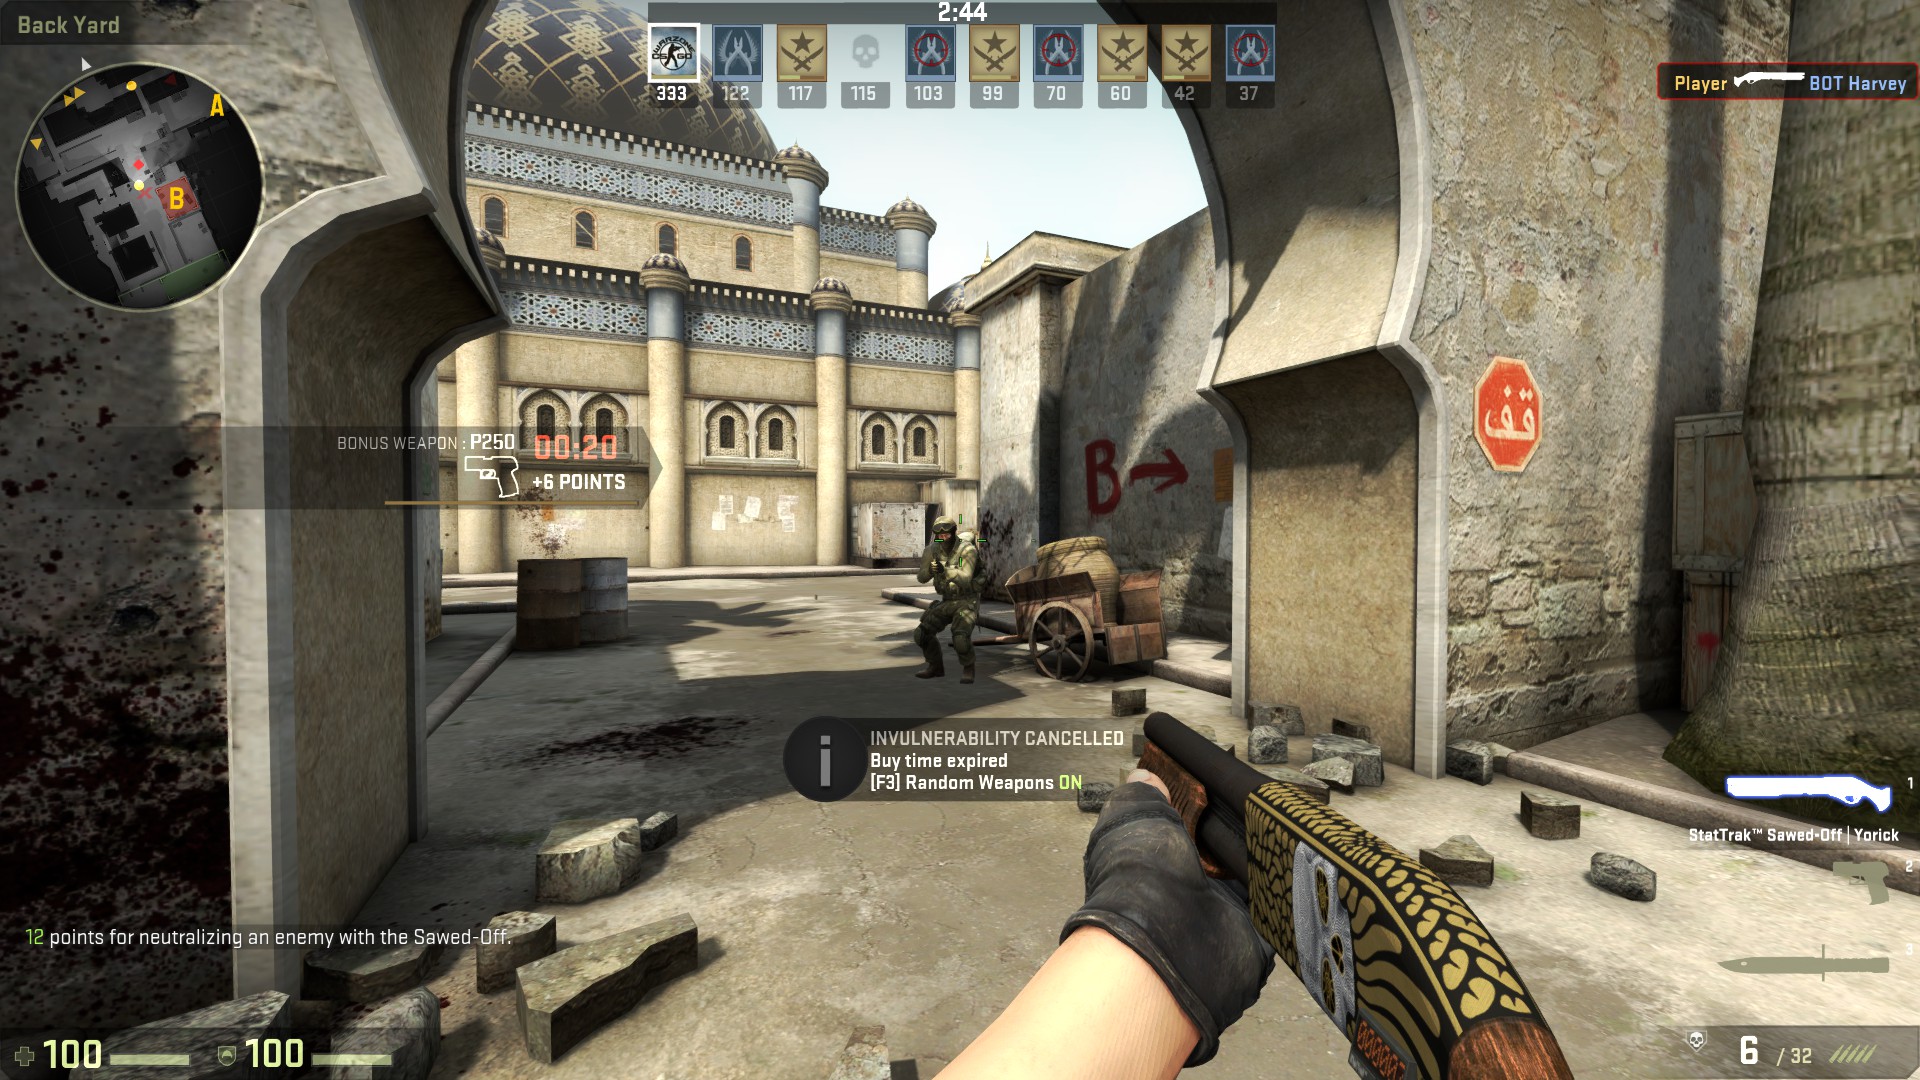 Back Yard
2:44
333 122 117 115 103 99 70 60 42 37
Player BOT Harvey
A
B
BONUS WEAPON : P250
00:20
+6 POINTS
B
قف
INVULNERABILITY CANCELLED
Buy time expired
[F3] Random Weapons ON
1
StatTrak™ Sawed-Off | Yorick
2
3
12 points for neutralizing an enemy with the Sawed-Off.
100 100
6 / 32